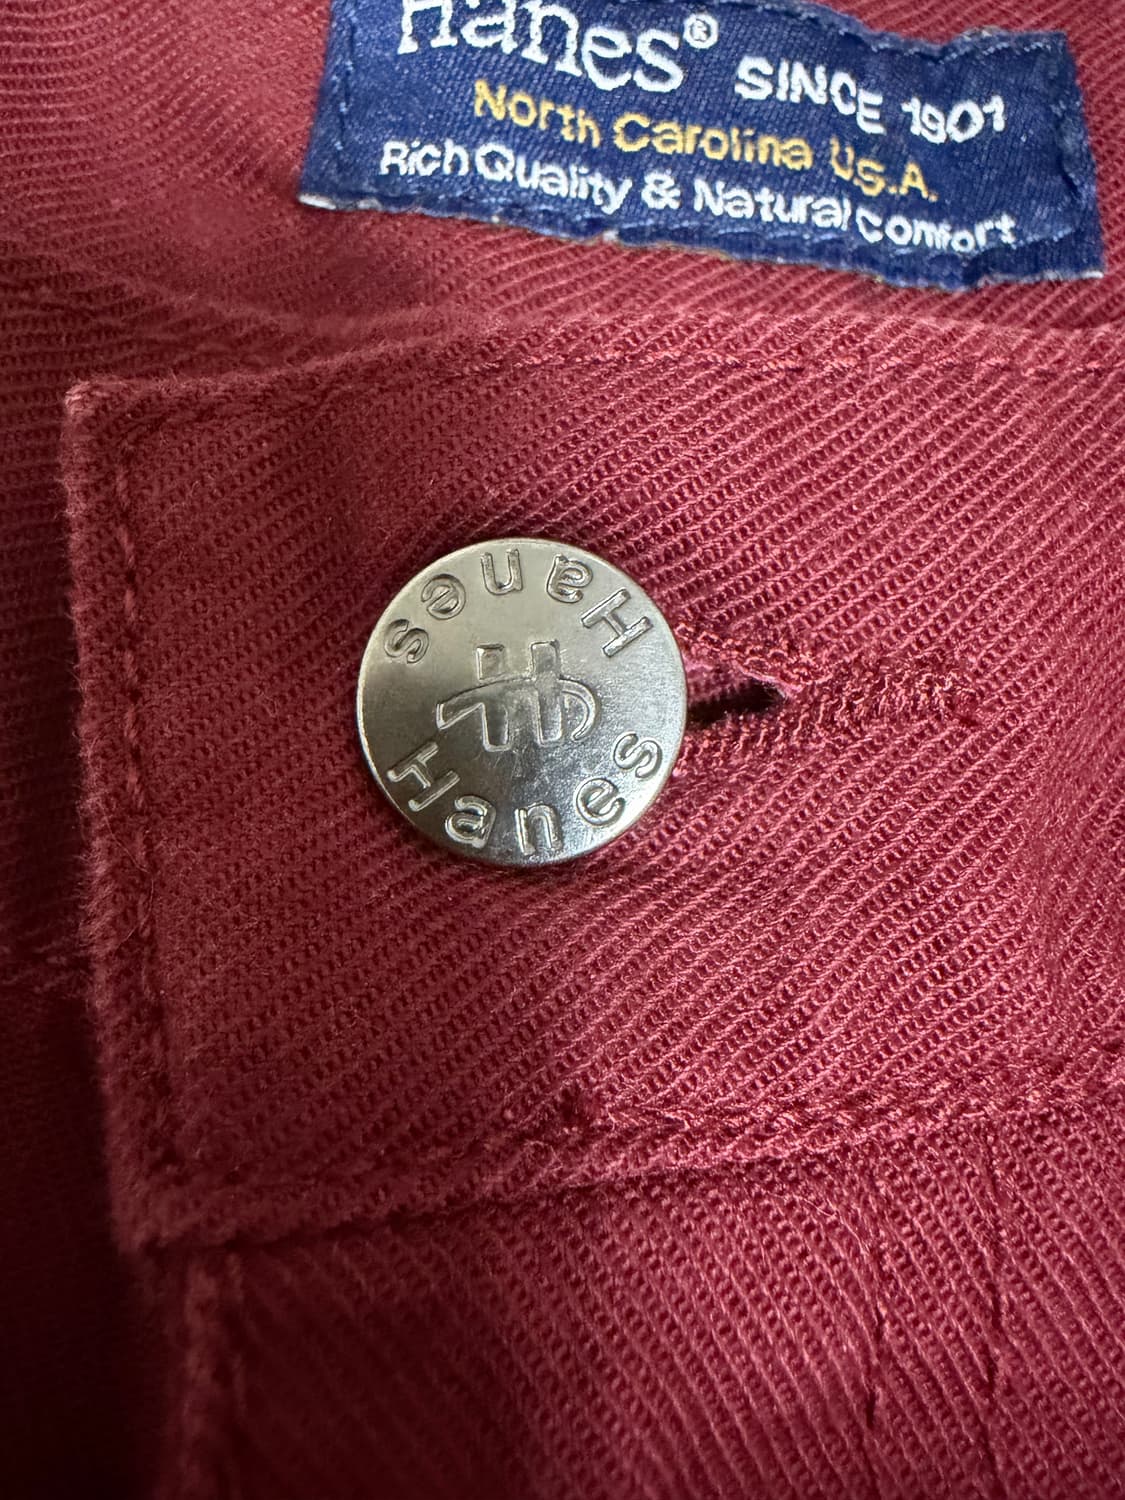 Hanes® SINCE 1901
North Carolina U.S.A.
Rich Quality & Natural comfort
Hanes
Hanes